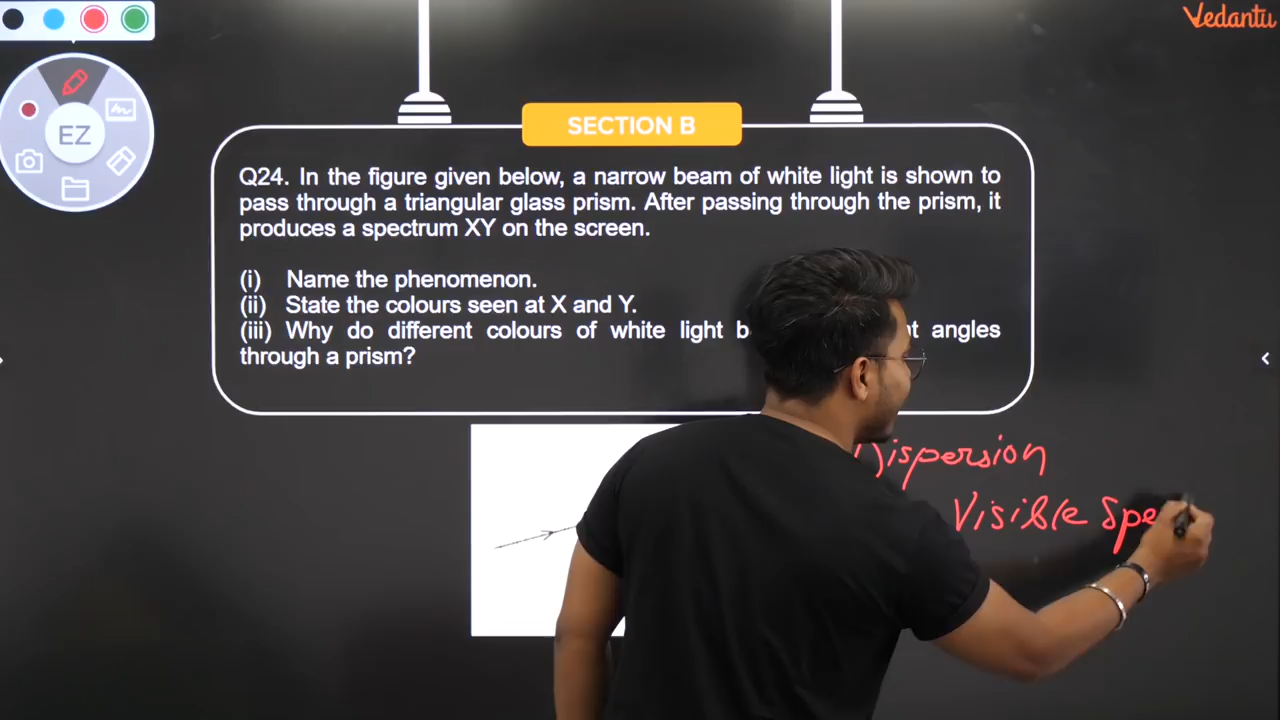 Vedantu
EZ
SECTION B
Q24. In the figure given below, a narrow beam of white light is shown to
pass through a triangular glass prism. After passing through the prism, it
produces a spectrum XY on the screen.
(i) Name the phenomenon.
(ii) State the colours seen at X and Y.
(iii) Why do different colours of white light angles
through a prism?
Dispersion
Visible Spe